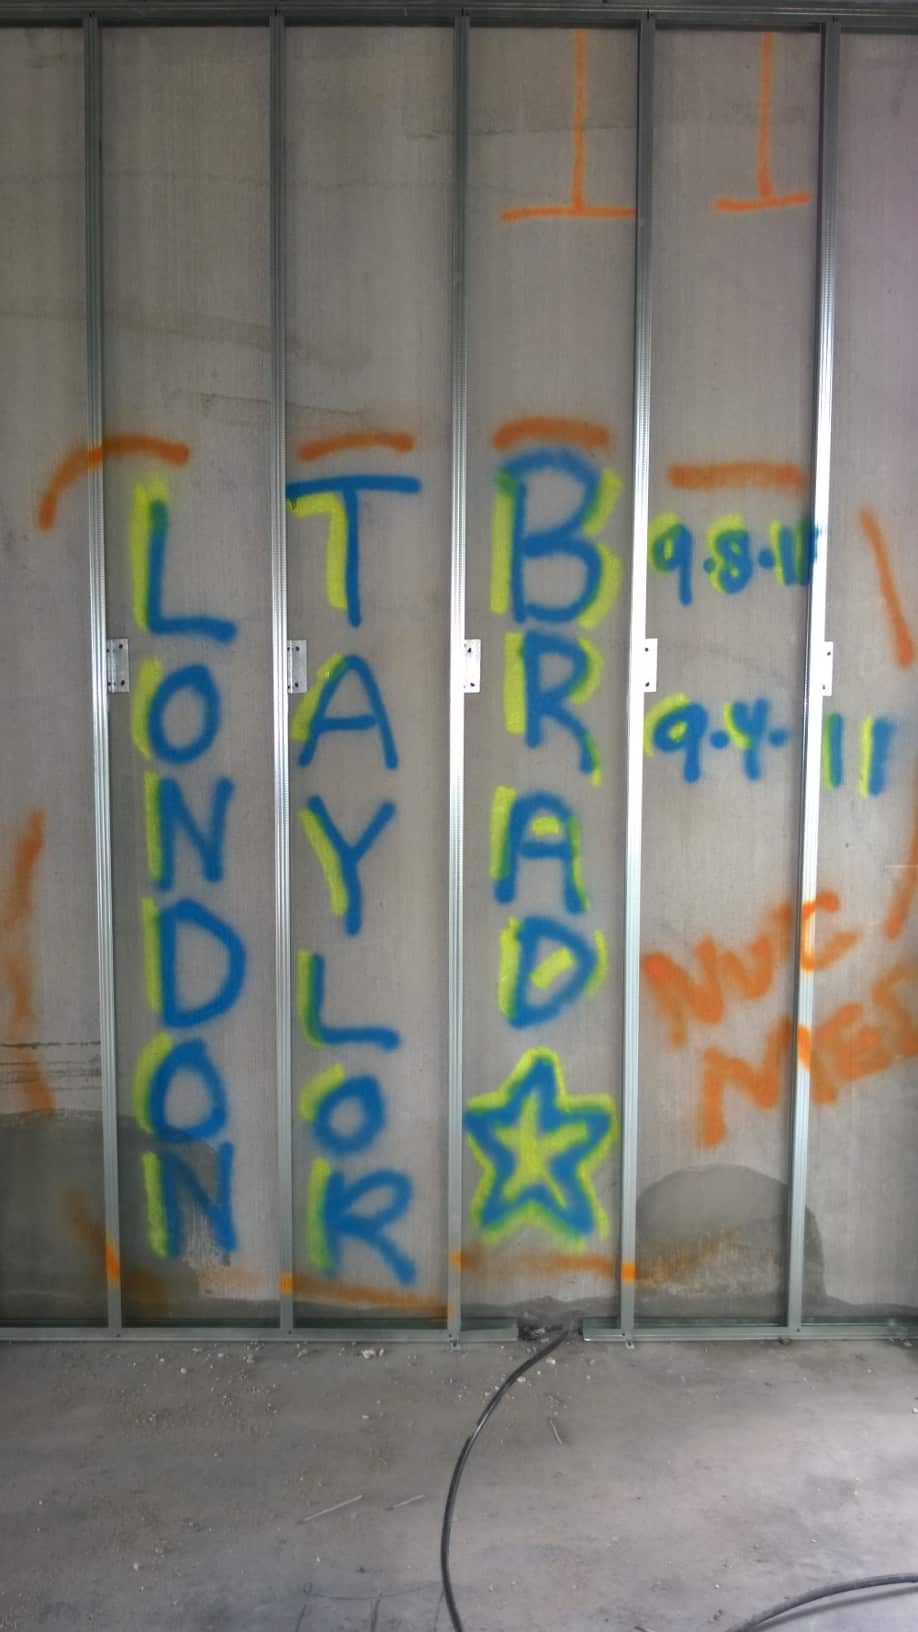 LONDON
TAYLOR
BRAD
9.8.11
9.4.11